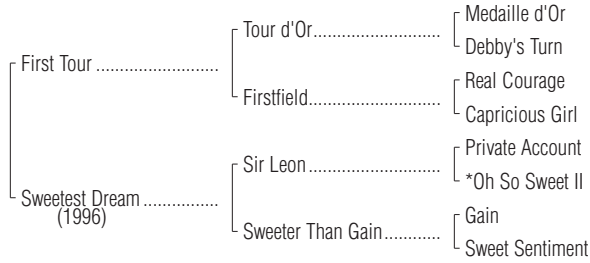 Medaille d'Or
Tour d'Or............................
Debby's Turn
First Tour ...........................
Real Courage
Firstfield.............................
Capricious Girl
Private Account
Sir Leon .............................
*Oh So Sweet II
Sweetest Dream ................
(1996)
Gain
Sweeter Than Gain............
Sweet Sentiment